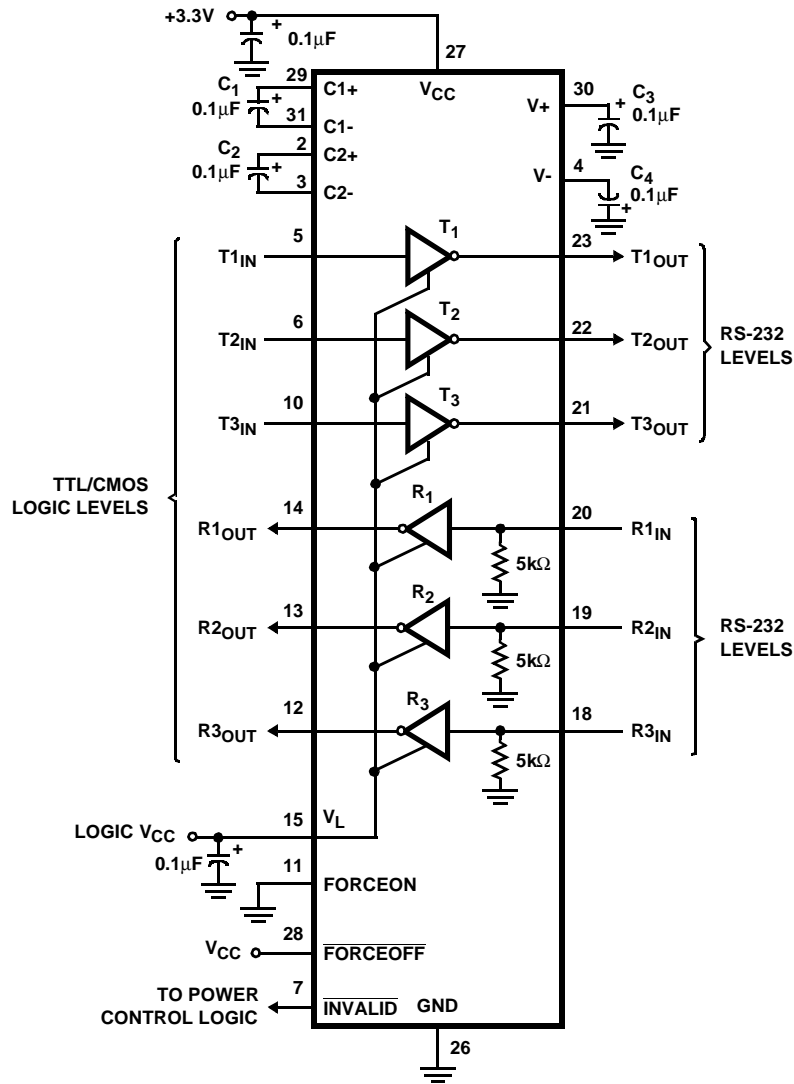 +3.3V
+
0.1μF
27
29
C1+
VCC
30
C1
0.1μF
+
V+
+
C3
0.1μF
31
C1-
2
C2+
C2
0.1μF
+
4
V-
C4
0.1μF
+
3
C2-
T1
5
23
T1IN
T1OUT
T2
6
22
T2IN
T2OUT
RS-232
LEVELS
T3
10
21
T3IN
T3OUT
TTL/CMOS
LOGIC LEVELS
R1
14
20
R1OUT
R1IN
5kΩ
R2
13
19
R2OUT
R2IN
RS-232
LEVELS
5kΩ
R3
12
18
R3OUT
R3IN
5kΩ
15
VL
LOGIC VCC
+
0.1μF
11
FORCEON
28
VCC
FORCEOFF
7
TO POWER
CONTROL LOGIC
INVALID
GND
26